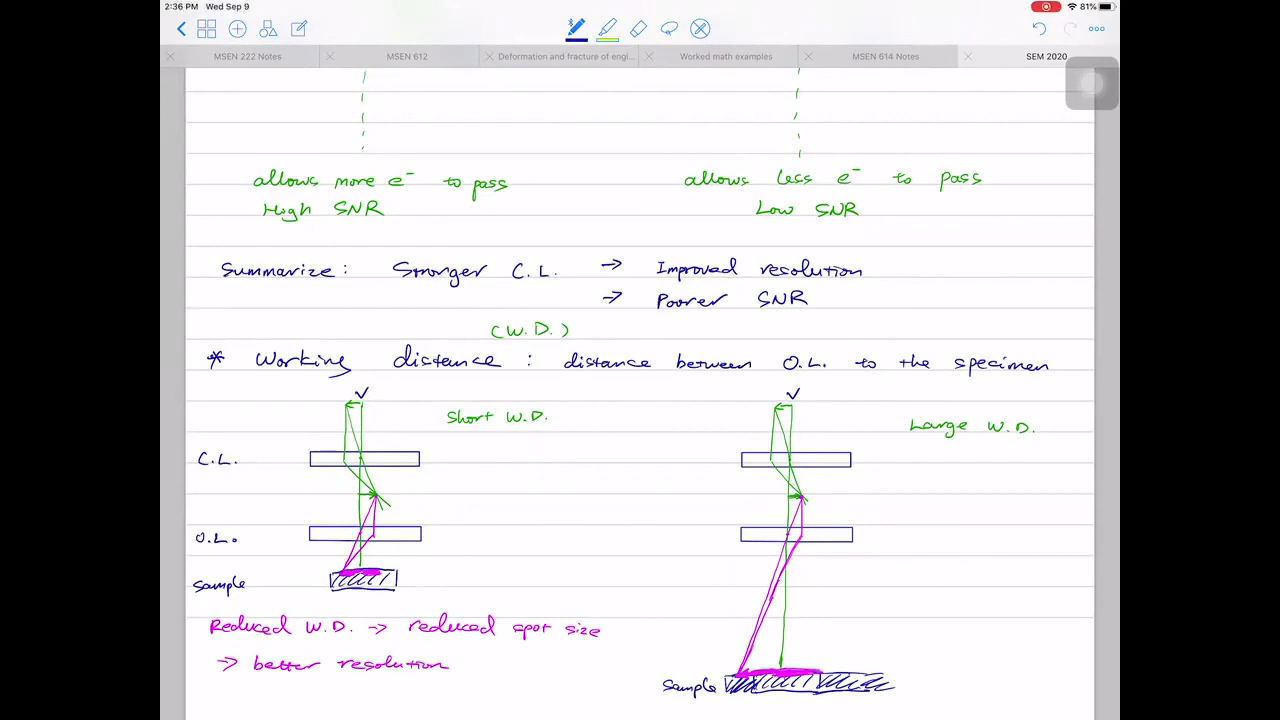 2:36 PM Wed Sep 9
81%
MSEN 222 Notes
MSEN 612
Deformation and fracture of engi...
Worked math examples
MSEN 614 Notes
SEM 2020
allows more e⁻ to pass
High SNR
allows less e⁻ to pass
Low SNR
Summarize: Stronger C.L. → Improved resolution
→ Poorer SNR
(W.D.)
* Working distance: distance between O.L. to the specimen
Short W.D.
Large W.D.
C.L.
O.L.
Sample
Reduced W.D. → reduced spot size
→ better resolution
Sample